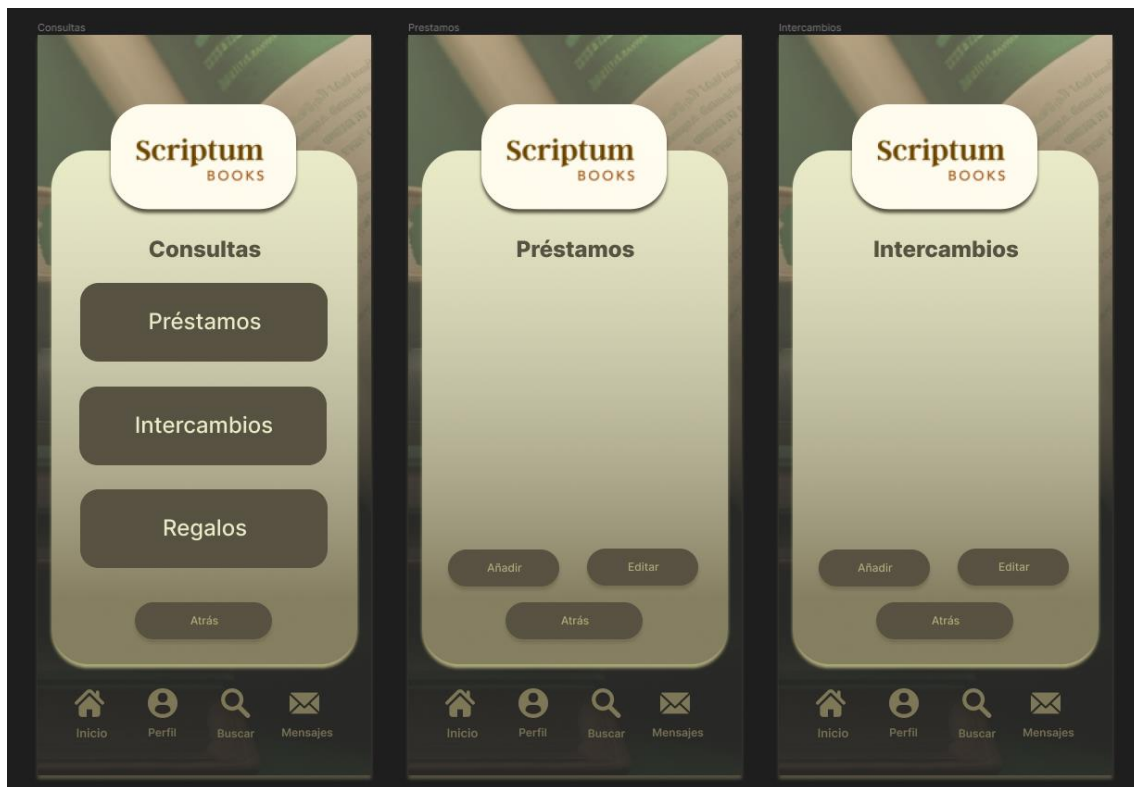 Consultas
Scriptum
BOOKS
Consultas
Préstamos
Intercambios
Regalos
Atrás
Inicio Perfil Buscar Mensajes
Prestamos
Scriptum
BOOKS
Préstamos
Añadir Editar
Atrás
Inicio Perfil Buscar Mensajes
Intercambios
Scriptum
BOOKS
Intercambios
Añadir Editar
Atrás
Inicio Perfil Buscar Mensajes